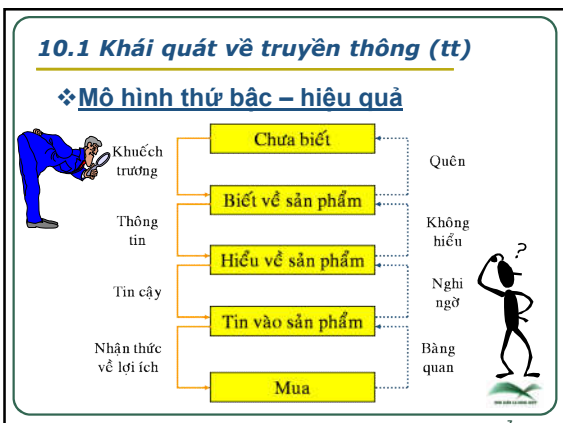 10.1 Khái quát về truyền thông (tt)
❖Mô hình thứ bậc – hiệu quả
Chưa biết
Khuếch
trương
Quên
Biết về sản phẩm
Thông
tin
Không
hiểu
Hiểu về sản phẩm
Tin cậy
Nghi
ngờ
?
Tin vào sản phẩm
Nhận thức
về lợi ích
Bàng
quan
Mua